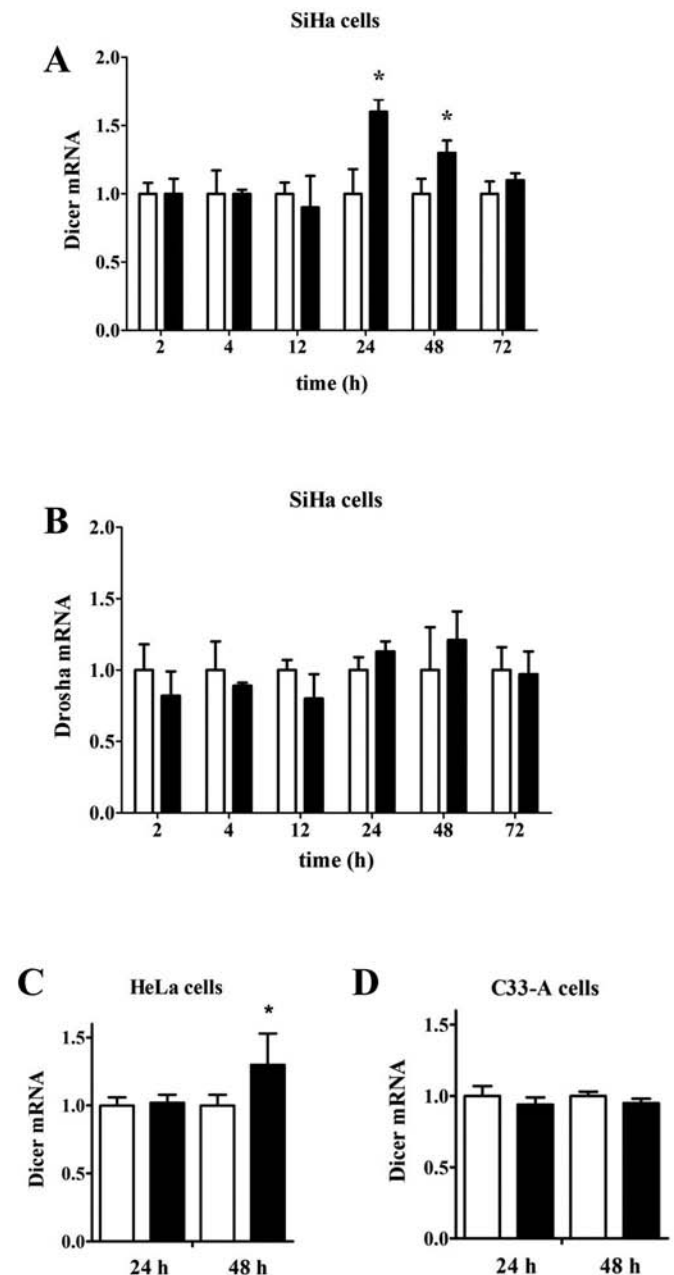 SiHa cells
A
2.0
*
*
1.5
1.0
0.5
0.0
Dicer mRNA
2 4 12 24 48 72
time (h)
SiHa cells
B
2.0
1.5
1.0
0.5
0.0
Drosha mRNA
2 4 12 24 48 72
time (h)
C
HeLa cells
*
1.5
1.0
0.5
0.0
Dicer mRNA
24 h 48 h
D
C33-A cells
1.5
1.0
0.5
0.0
Dicer mRNA
24 h 48 h